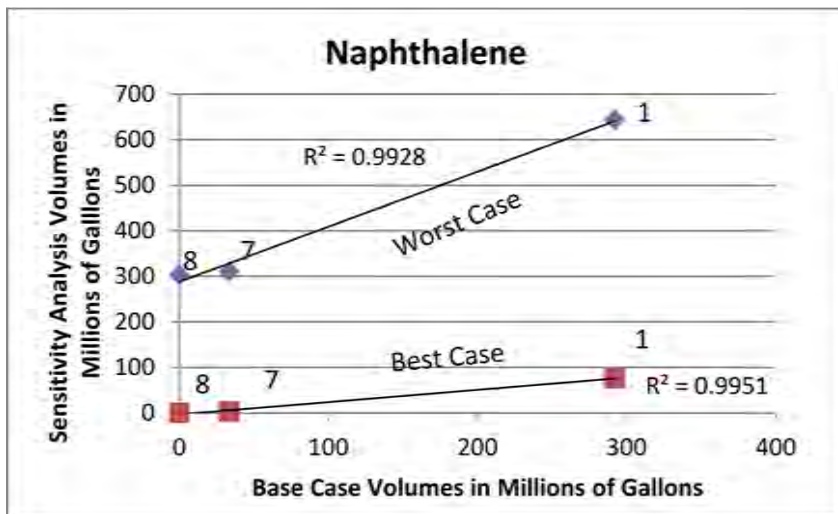 Naphthalene
Sensitivity Analysis Volumes in
Millions of Galllons
700
600
500
400
300
200
100
0
R² = 0.9928
1
Worst Case
8
7
1
Best Case
8
7
R² = 0.9951
0
100
200
300
400
Base Case Volumes in Millions of Gallons